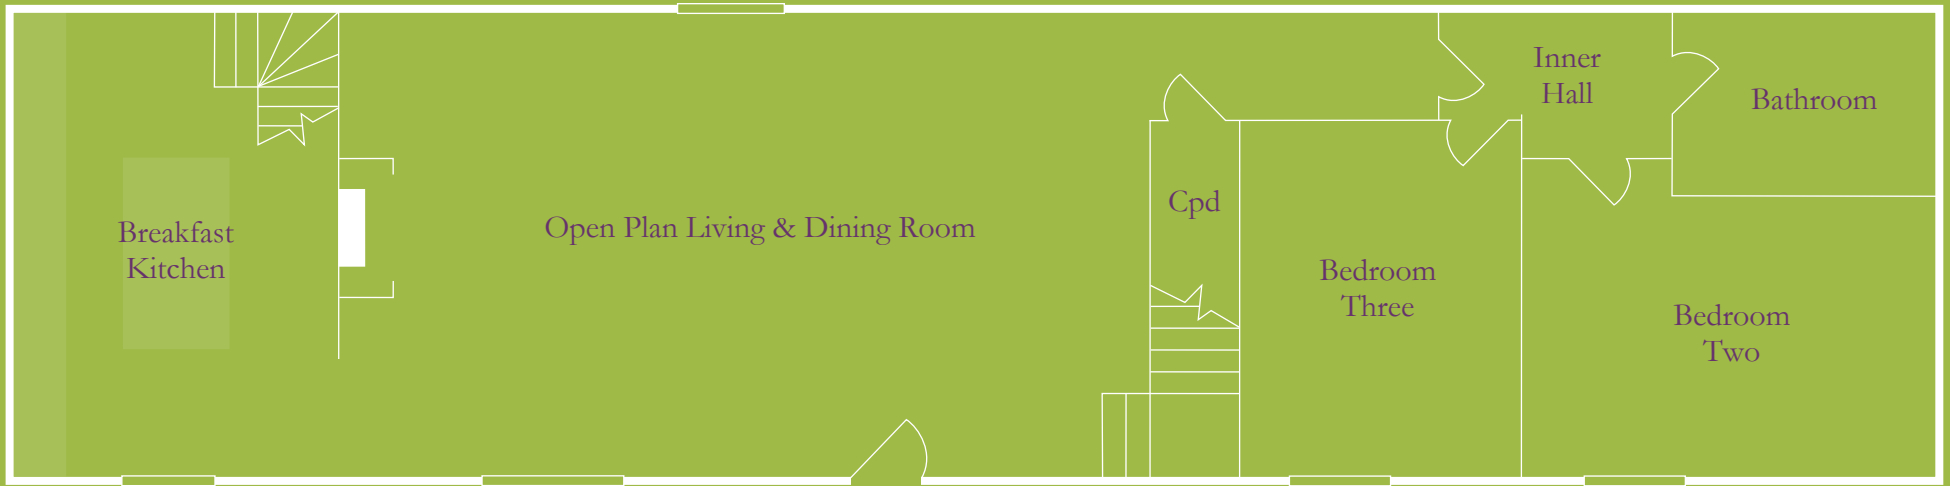 Breakfast
Kitchen
Open Plan Living & Dining Room
Cpd
Bedroom
Three
Inner
Hall
Bathroom
Bedroom
Two